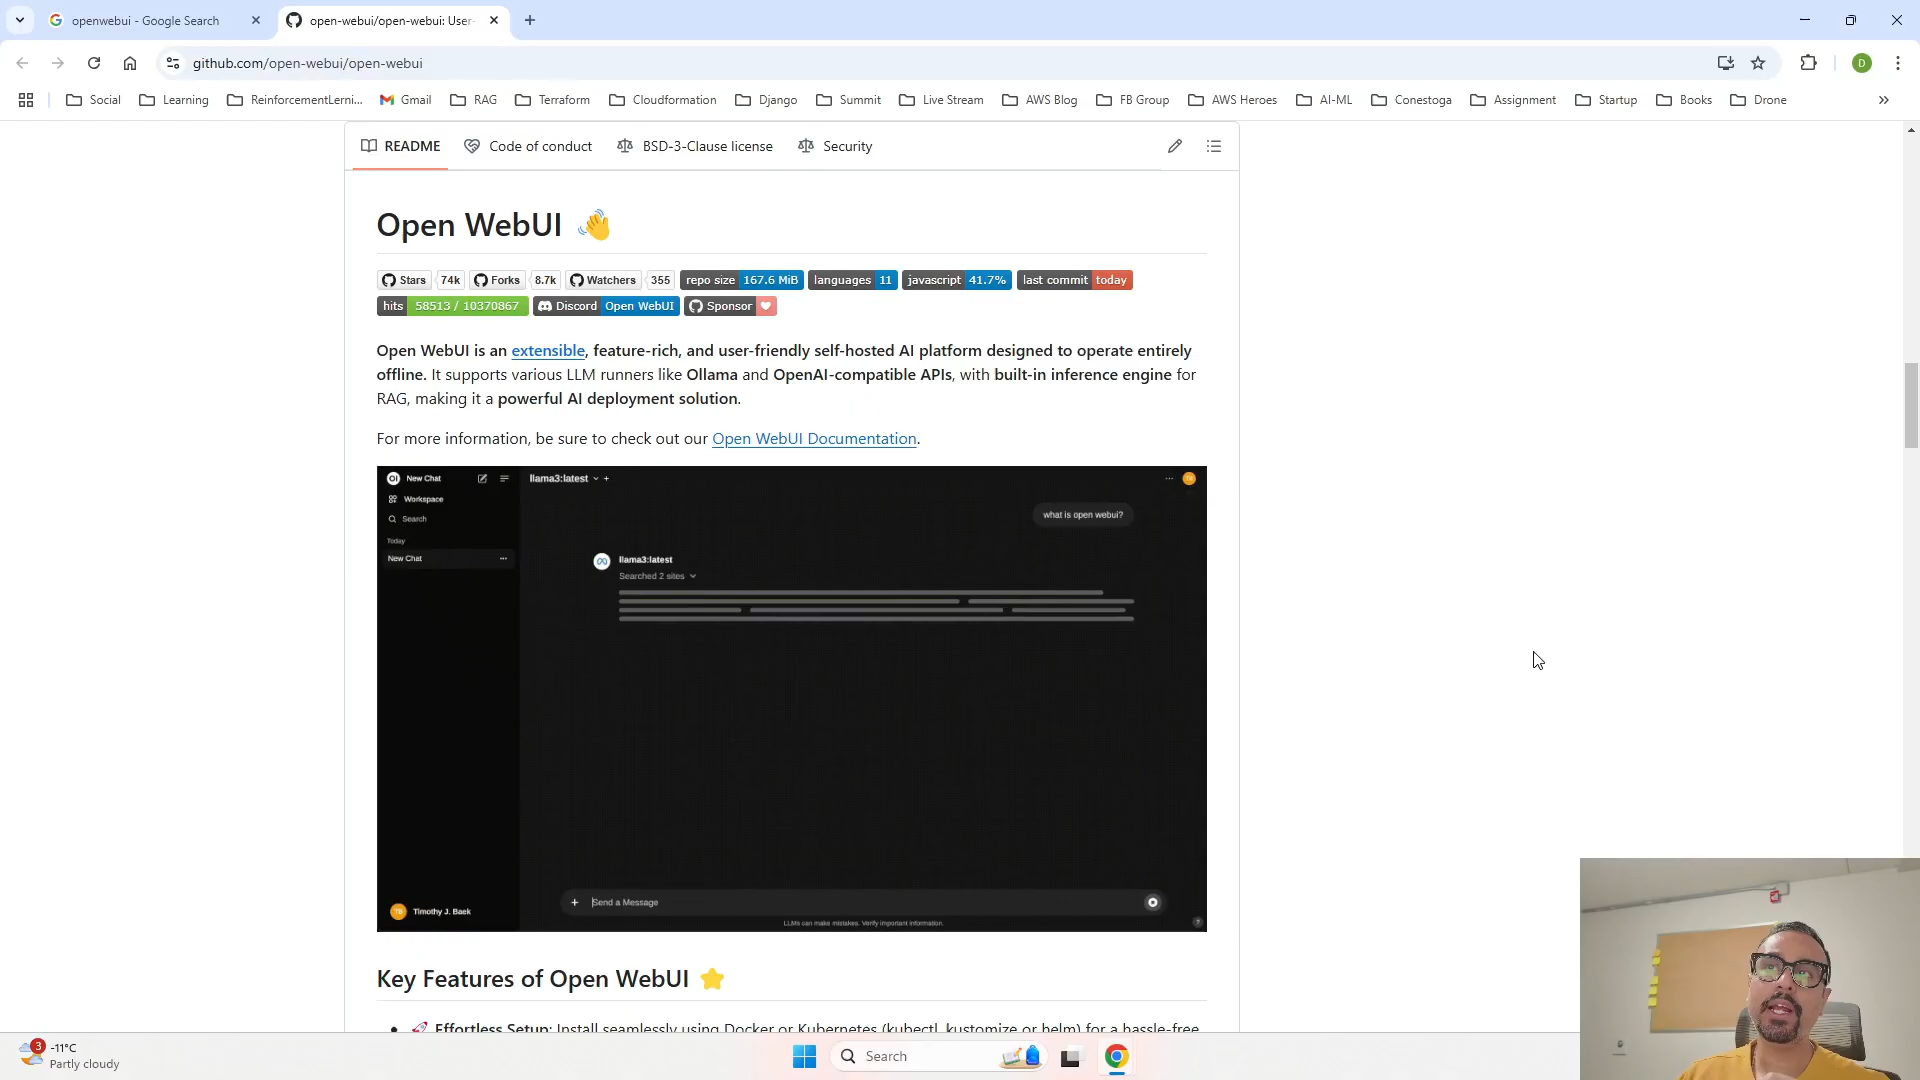 openwebui - Google Search
open-webui/open-webui: User-
github.com/open-webui/open-webui
D
Social
Learning
ReinforcementLerni...
Gmail
RAG
Terraform
Cloudformation
Django
Summit
Live Stream
AWS Blog
FB Group
AWS Heroes
AI-ML
Conestoga
Assignment
Startup
Books
Drone
README
Code of conduct
BSD-3-Clause license
Security
Open WebUI 👋
Stars 74k Forks 8.7k Watchers 355 repo size 167.6 MiB languages 11 javascript 41.7% last commit today
hits 58513 / 10370867 Discord Open WebUI Sponsor
Open WebUI is an extensible, feature-rich, and user-friendly self-hosted AI platform designed to operate entirely
offline. It supports various LLM runners like Ollama and OpenAI-compatible APIs, with built-in inference engine for
RAG, making it a powerful AI deployment solution.
For more information, be sure to check out our Open WebUI Documentation.
OI New Chat
llama3:latest
Workspace
Search
what is open webui?
Today
New Chat
llama3:latest
Searched 2 sites
Send a Message
TB Timothy J. Baek
LLMs can make mistakes. Verify important information.
?
Key Features of Open WebUI ⭐
🚀 Effortless Setup: Install seamlessly using Docker or Kubernetes (kubectl, kustomize or helm) for a hassle-free
3
-11°C
Partly cloudy
Search